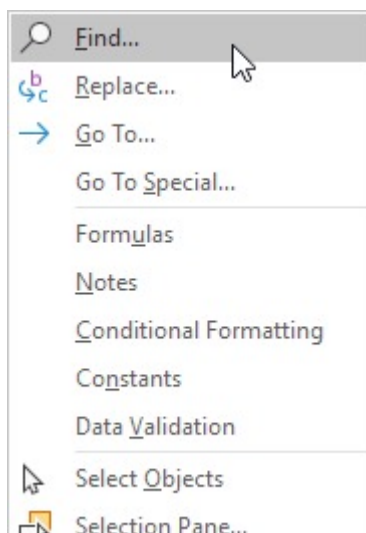 Find...
Replace...
Go To...
Go To Special...
Formulas
Notes
Conditional Formatting
Constants
Data Validation
Select Objects
Selection Pane...